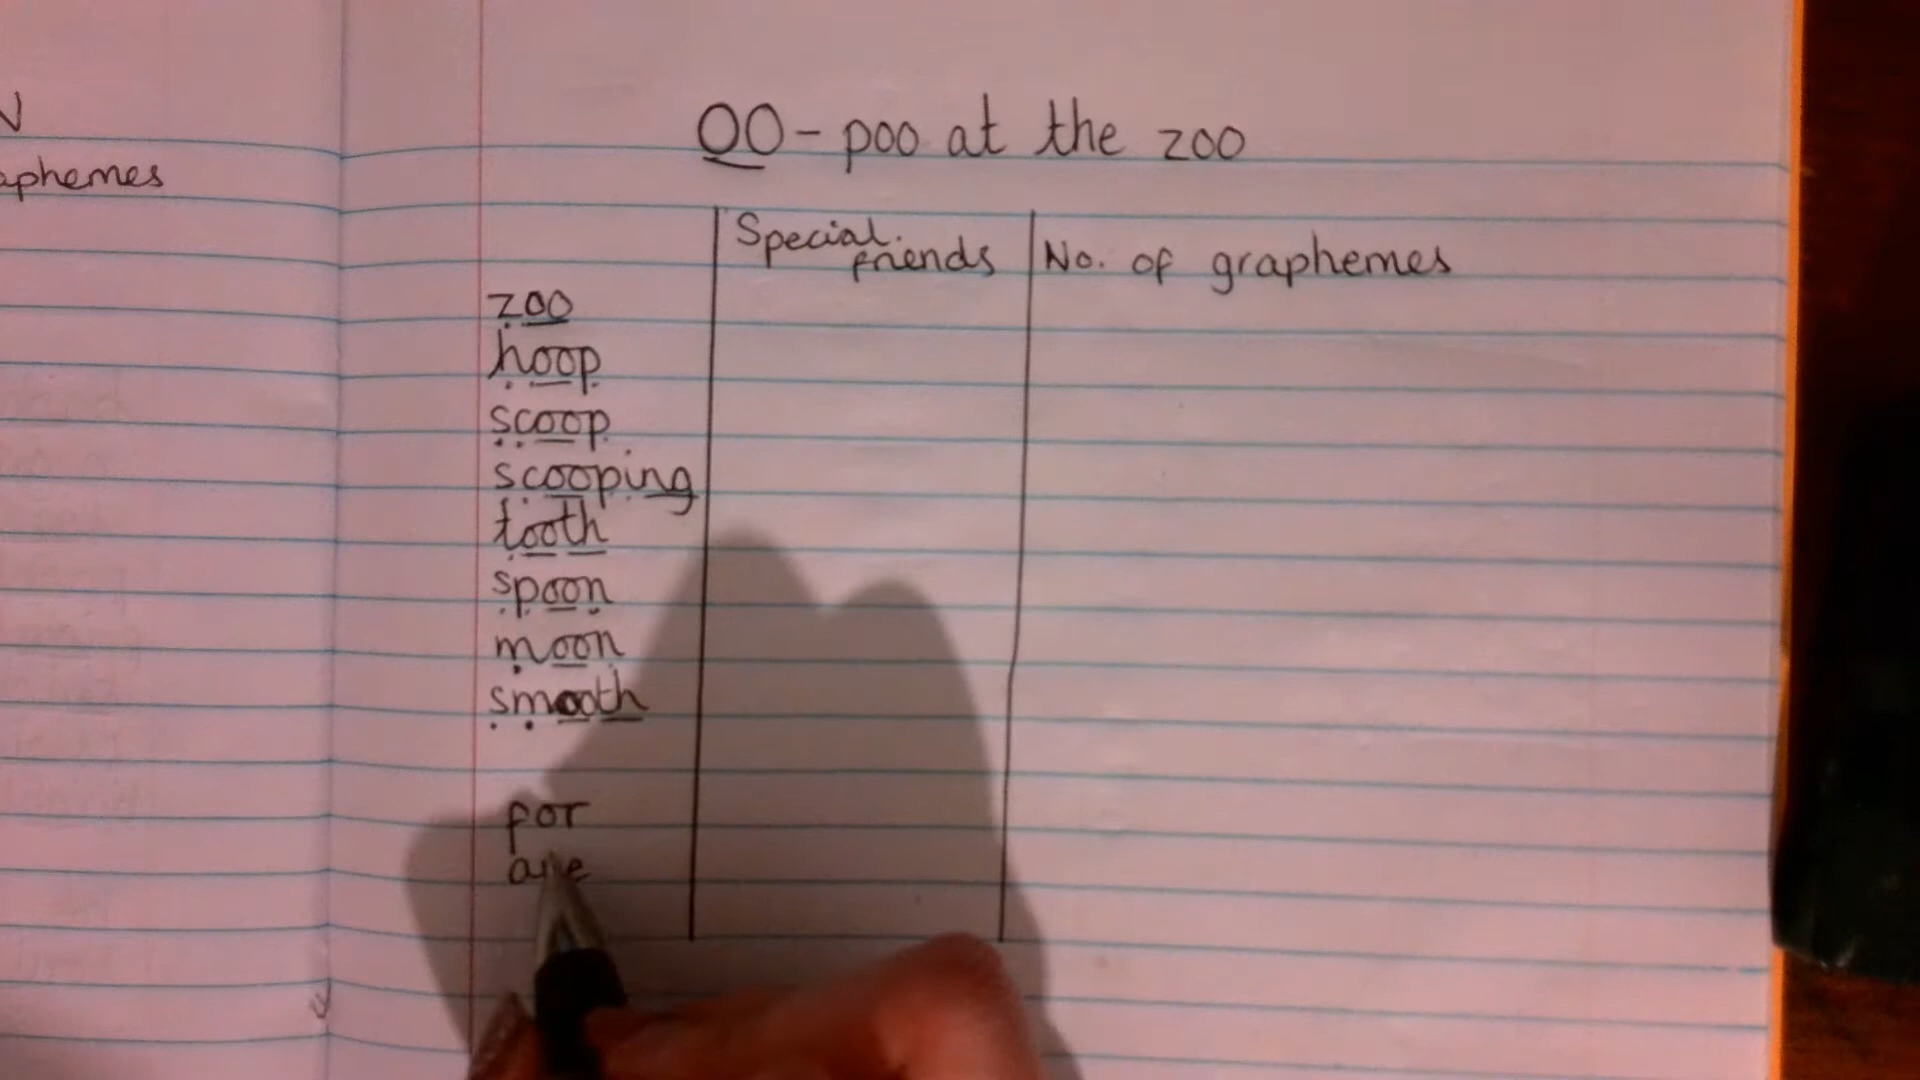 OO - poo at the zoo
Special friends
No. of graphemes
zoo
hoop
scoop
scooping
tooth
spoon
moon
smooth
for
are